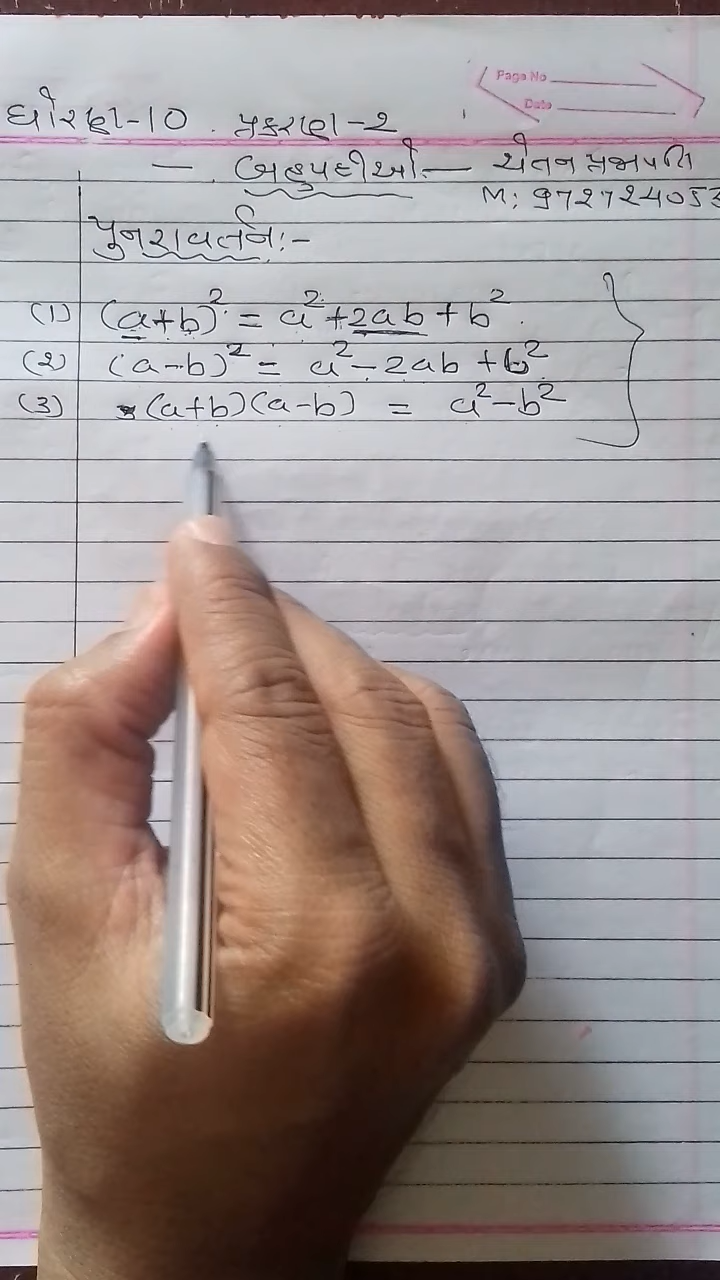 Page No
Date
ધોરણ-10. પ્રકરણ-2
- બહુપદીઓ:- ચેતન પ્રજાપતિ
M: 972724053
પુનરાવર્તન:-
(1) (a+b)² = a²+2ab+b².
(2) (a-b)² = a²-2ab+b²
(3) (a+b)(a-b) = a²-b²